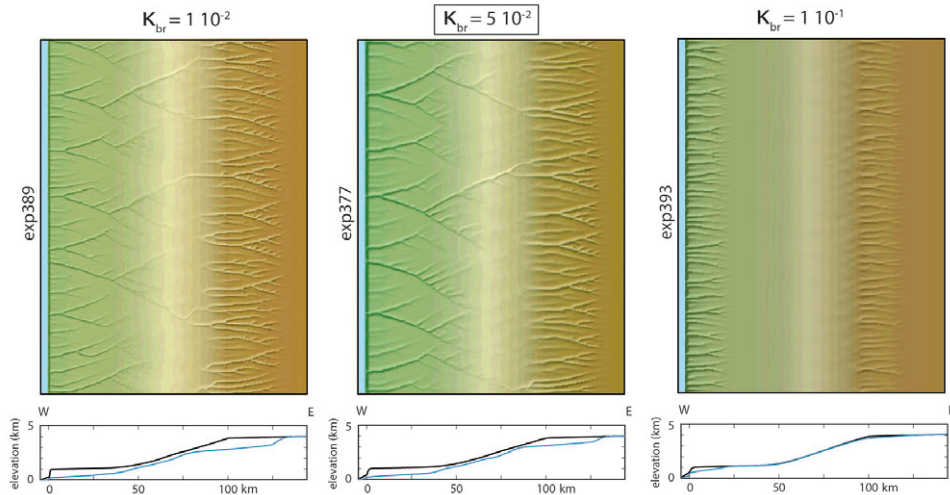 K_br = 1 10^-2
K_br = 5 10^-2
K_br = 1 10^-1
exp389
exp377
exp393
W E
W E
W
elevation (km)
5
0
0 50 100 km
elevation (km)
5
0
0 50 100 km
elevation (km)
5
0
0 50 100 km